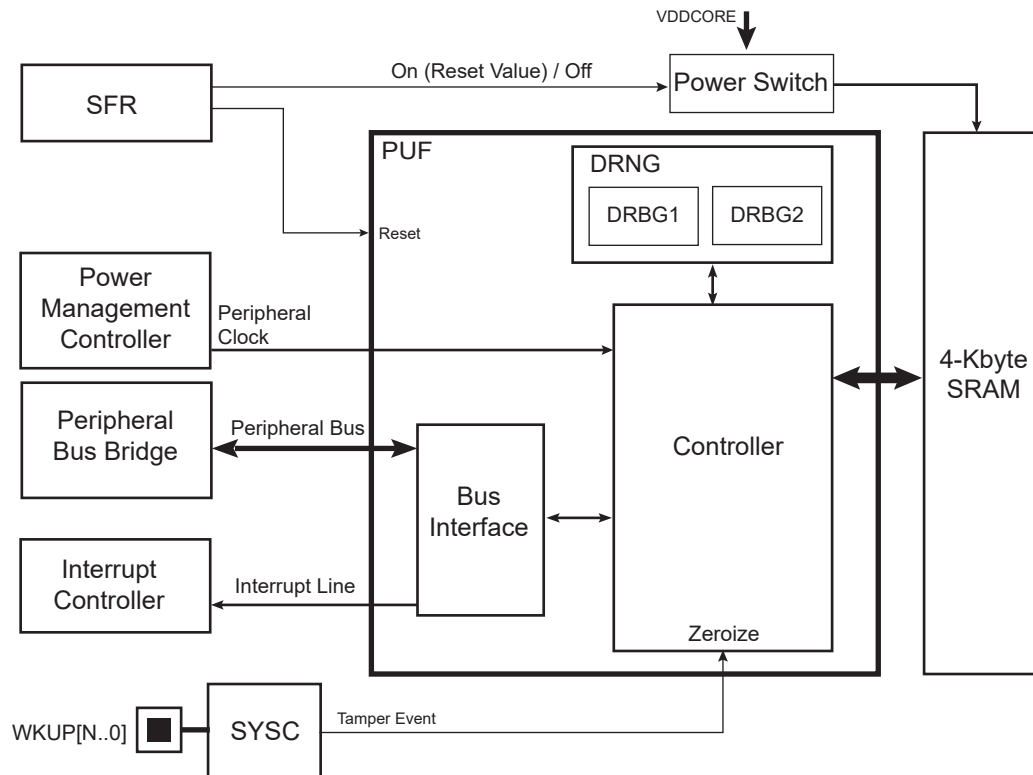 VDDCORE
On (Reset Value) / Off
Power Switch
SFR
PUF
DRNG
DRBG1
DRBG2
Reset
Power
Management
Controller
Peripheral
Clock
4-Kbyte
SRAM
Peripheral
Bus Bridge
Peripheral Bus
Controller
Bus
Interface
Interrupt
Controller
Interrupt Line
Zeroize
WKUP[N..0]
SYSC
Tamper Event